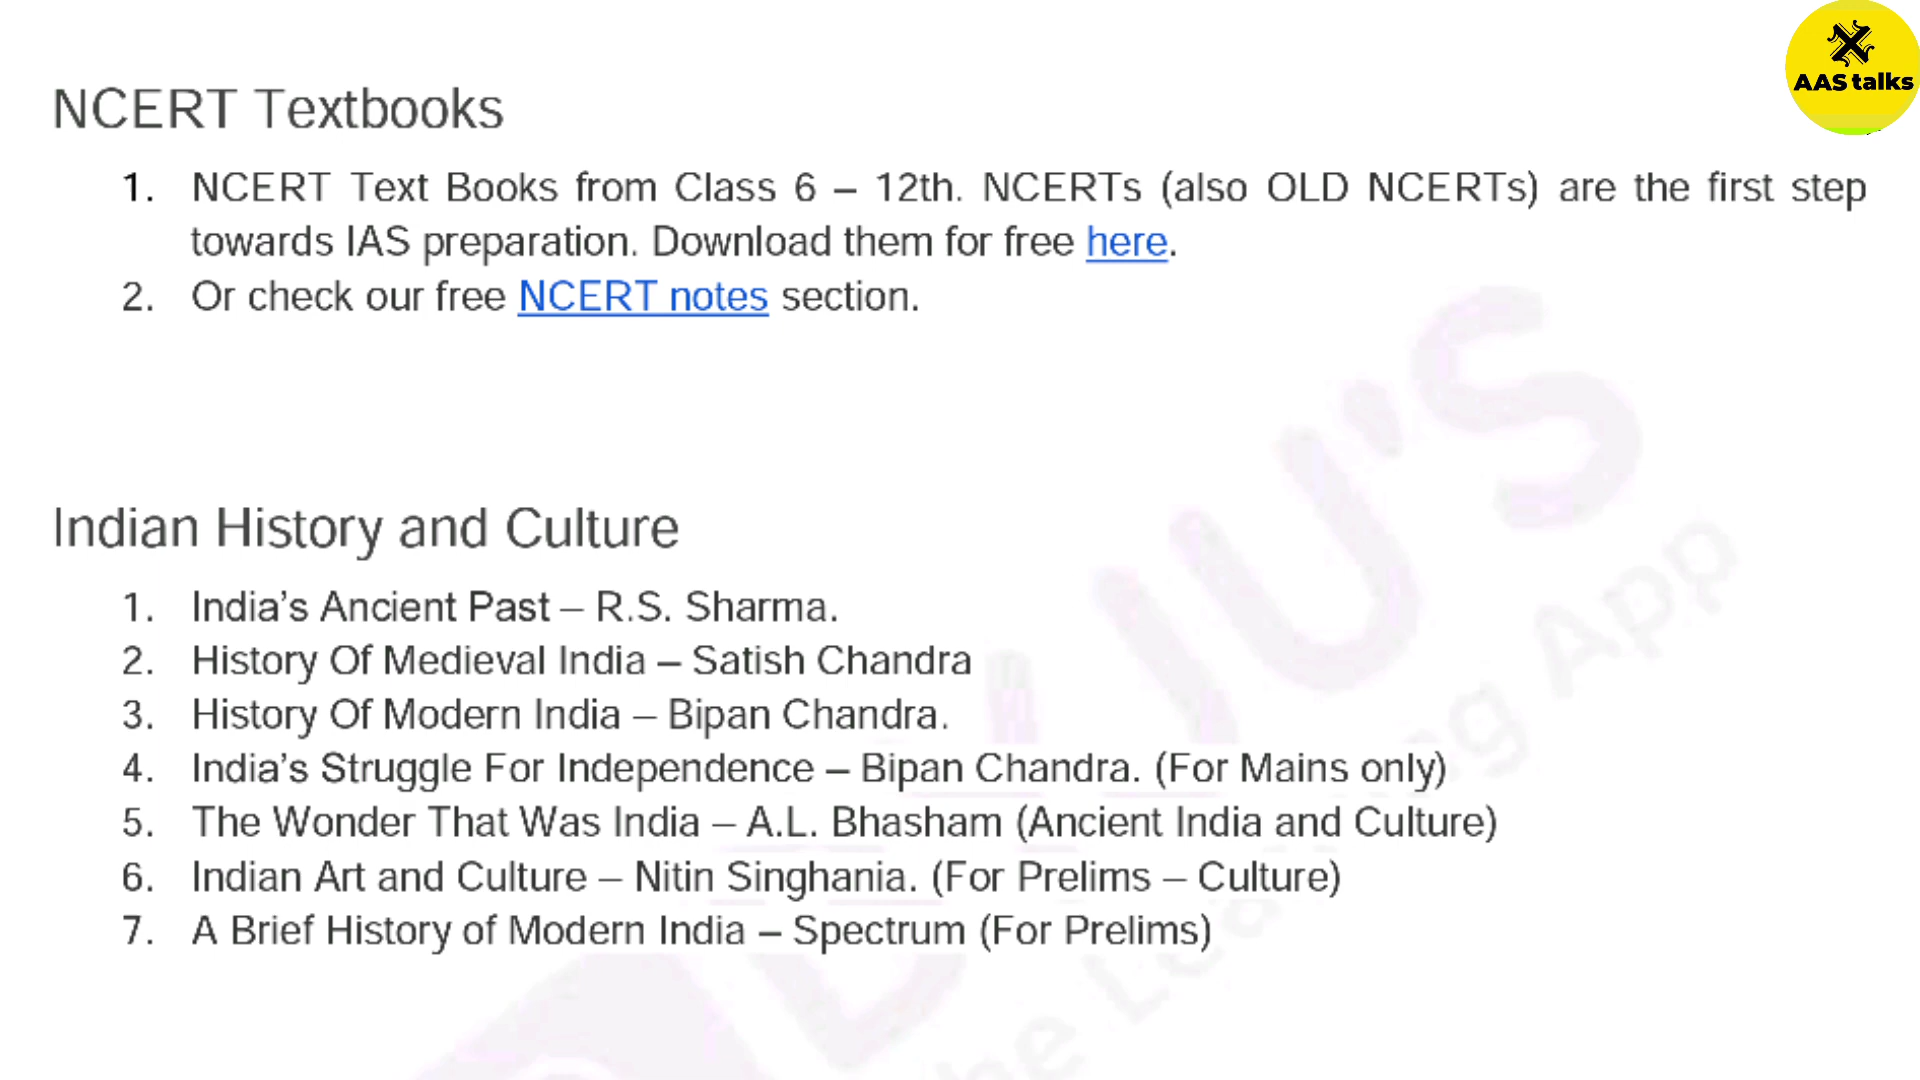 AAS talks
NCERT Textbooks
1. NCERT Text Books from Class 6 – 12th. NCERTs (also OLD NCERTs) are the first step
towards IAS preparation. Download them for free here.
2. Or check our free NCERT notes section.
Indian History and Culture
1. India’s Ancient Past – R.S. Sharma.
2. History Of Medieval India – Satish Chandra
3. History Of Modern India – Bipan Chandra.
4. India’s Struggle For Independence – Bipan Chandra. (For Mains only)
5. The Wonder That Was India – A.L. Bhasham (Ancient India and Culture)
6. Indian Art and Culture – Nitin Singhania. (For Prelims – Culture)
7. A Brief History of Modern India – Spectrum (For Prelims)